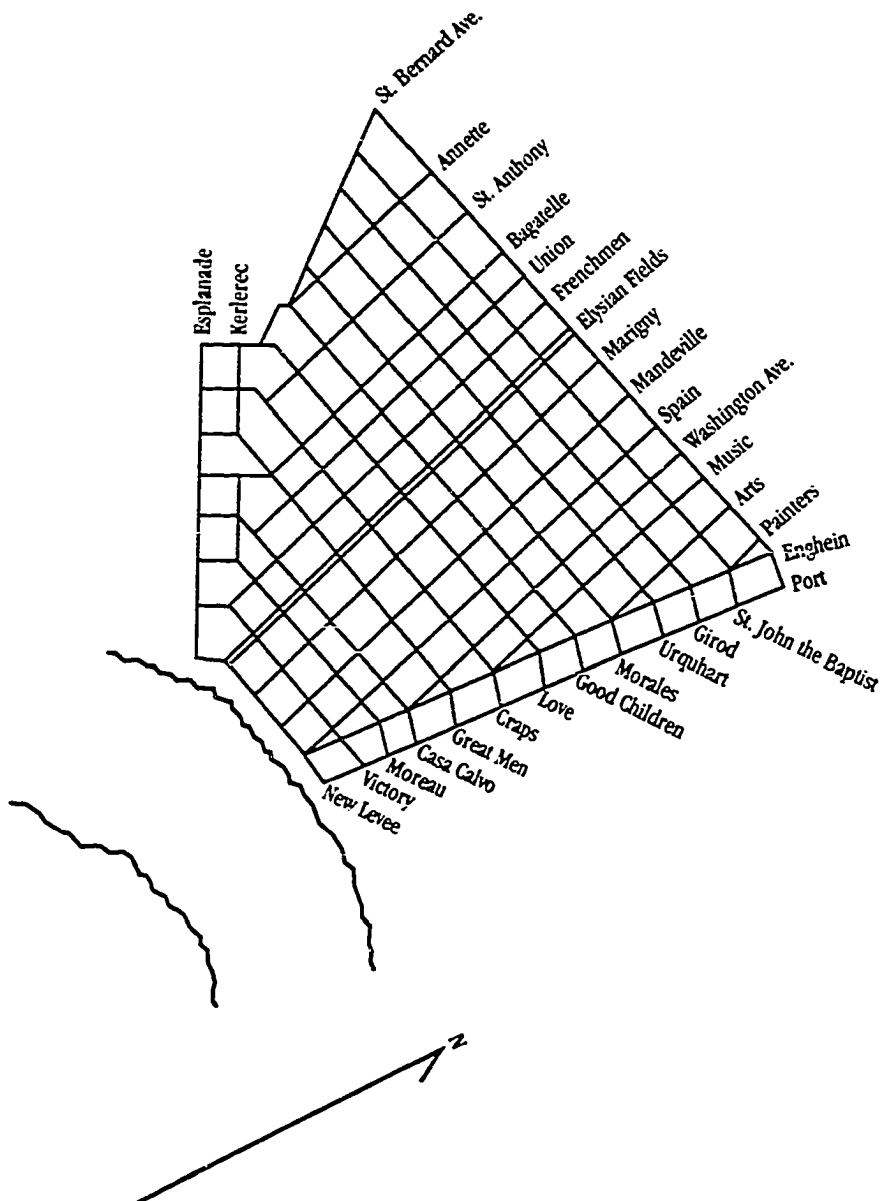 St. Bernard Ave.
Annette
St. Anthony
Bagatelle
Union
Frenchmen
Elysian Fields
Marigny
Mandeville
Spain
Washington Ave.
Music
Arts
Painters
Enghein
Port
Esplanade
Kerlerec
St. John the Baptist
Girod
Urquhart
Morales
Good Children
Love
Craps
Great Men
Casa Calvo
Moreau
Victory
New Levee
N